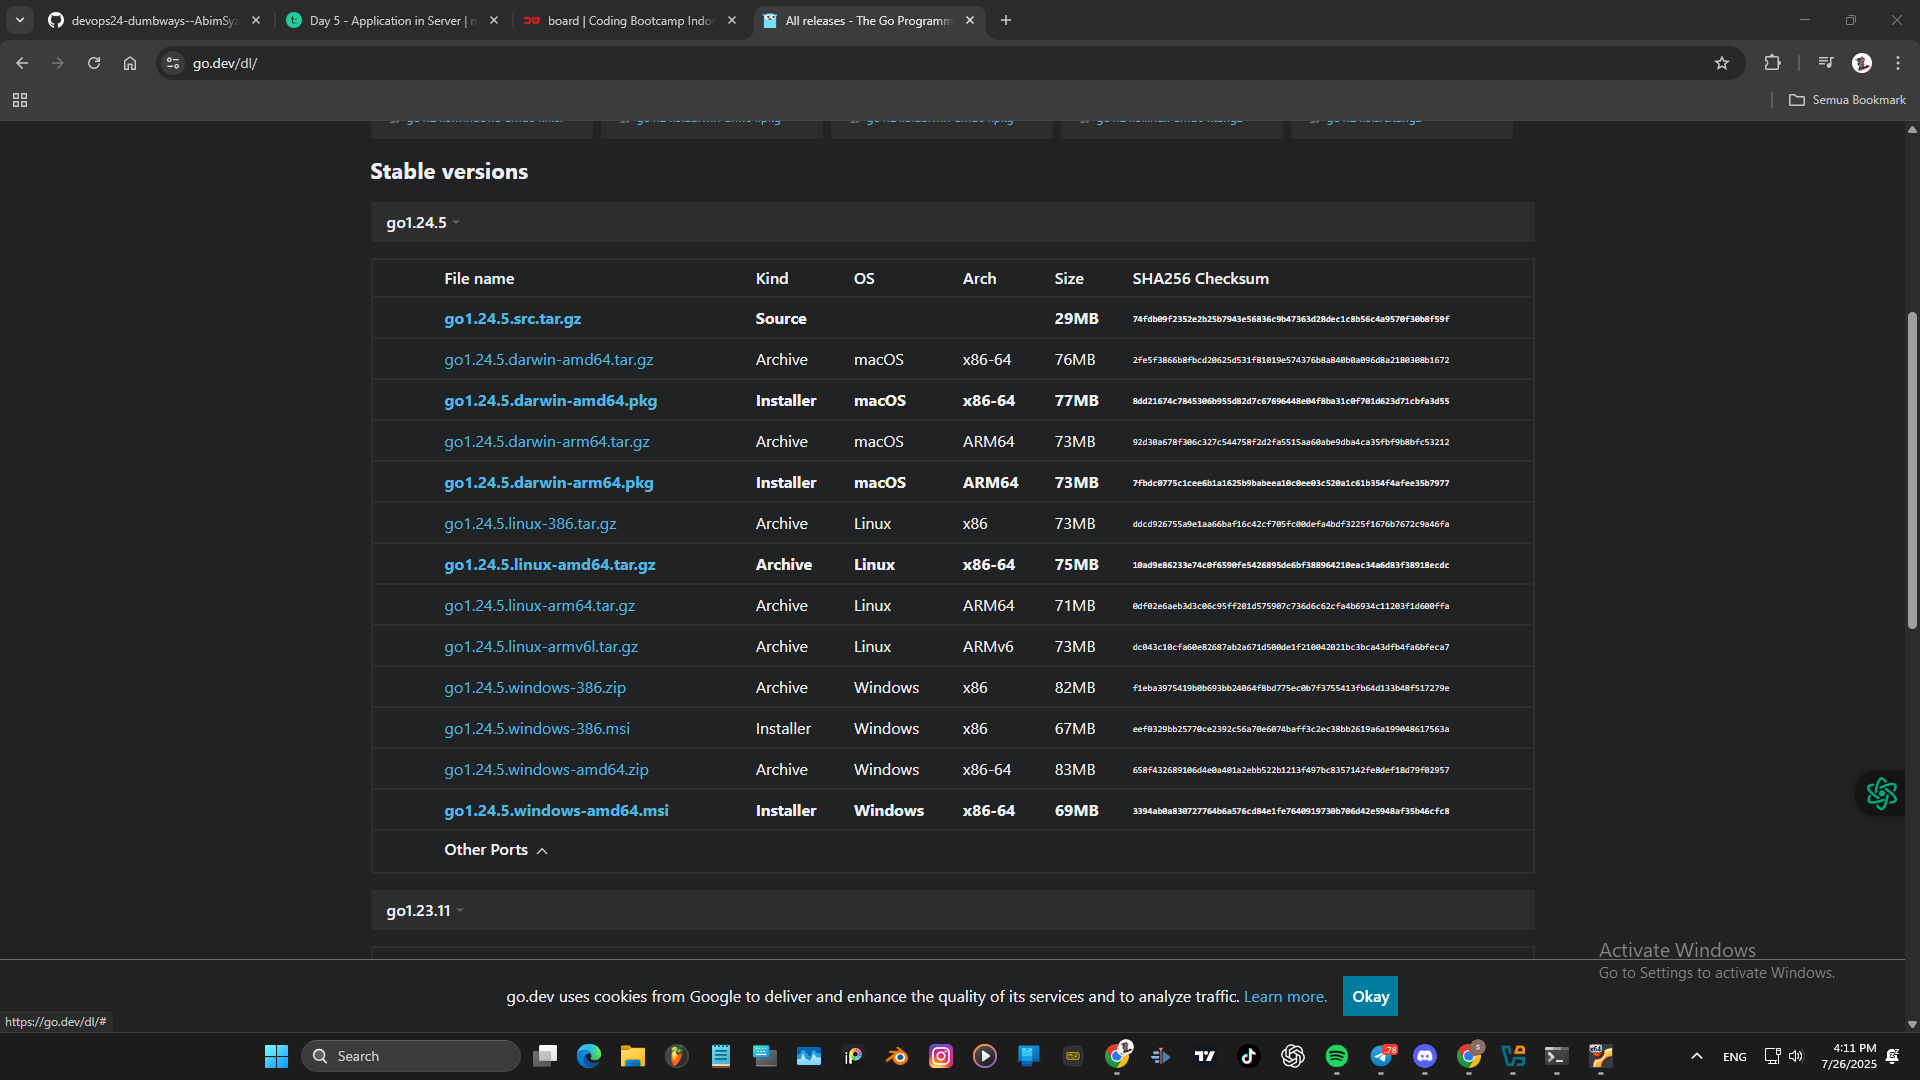 devops24-dumbways--AbimSya
Day 5 - Application in Server |
board | Coding Bootcamp Indo
All releases - The Go Programm
go.dev/dl/
Semua Bookmark
Stable versions
go1.24.5
File name Kind OS Arch Size SHA256 Checksum
go1.24.5.src.tar.gz Source 29MB 74fdb09f2352e2b25b7943e56836c9b47363d28dec1c8b56c4a9570f30b8f59f
go1.24.5.darwin-amd64.tar.gz Archive macOS x86-64 76MB 2fe5f3866b8fbcd20625d531f81019e574376b8a840b0a096d8a2180308b1672
go1.24.5.darwin-amd64.pkg Installer macOS x86-64 77MB 8dd21674c7845306b955d82d7c67696448e04f8ba31c0f701d623d71cbfa3d55
go1.24.5.darwin-arm64.tar.gz Archive macOS ARM64 73MB 92d30a678f306c327c544758f2d2fa5515aa60abe9dba4ca35fbf9b8bfc53212
go1.24.5.darwin-arm64.pkg Installer macOS ARM64 73MB 7fbdc0775c1cee6b1a1625b9babeea10c0ee03c520a1c61b354f4afee35b7977
go1.24.5.linux-386.tar.gz Archive Linux x86 73MB ddcd926755a9e1aa66baf16c42cf705fc00defa4bdf3225f1676b7672c9a46fa
go1.24.5.linux-amd64.tar.gz Archive Linux x86-64 75MB 10ad9e86233e74c0f6590fe5426895de6bf388964210eac34a6d83f38918ecdc
go1.24.5.linux-arm64.tar.gz Archive Linux ARM64 71MB 0df02e6aeb3d3c06c95ff201d575907c736d6c62cfa4b6934c11203f1d600ffa
go1.24.5.linux-armv6l.tar.gz Archive Linux ARMv6 73MB dc043c10cfa60e82687ab2a671d500de1f210042021bc3bca43dfb4fa6bfeca7
go1.24.5.windows-386.zip Archive Windows x86 82MB f1eba3975419b0b693bb24064f8bd775ec0b7f3755413fb64d133b48f517279e
go1.24.5.windows-386.msi Installer Windows x86 67MB eef0329bb25770ce2392c56a70e6074baff3c2ec38bb2619a6a199048617563a
go1.24.5.windows-amd64.zip Archive Windows x86-64 83MB 658f432689106d4e0a401a2ebb522b1213f497bc8357142fe8def18d79f02957
go1.24.5.windows-amd64.msi Installer Windows x86-64 69MB 3394ab0a830727764b6a576cd84e1fe7640919730b706d42e5948af35b46cfc8
Other Ports
go1.23.11
Activate Windows
Go to Settings to activate Windows.
go.dev uses cookies from Google to deliver and enhance the quality of its services and to analyze traffic. Learn more. Okay
https://go.dev/dl/#
Search
78
ENG
4:11 PM
7/26/2025